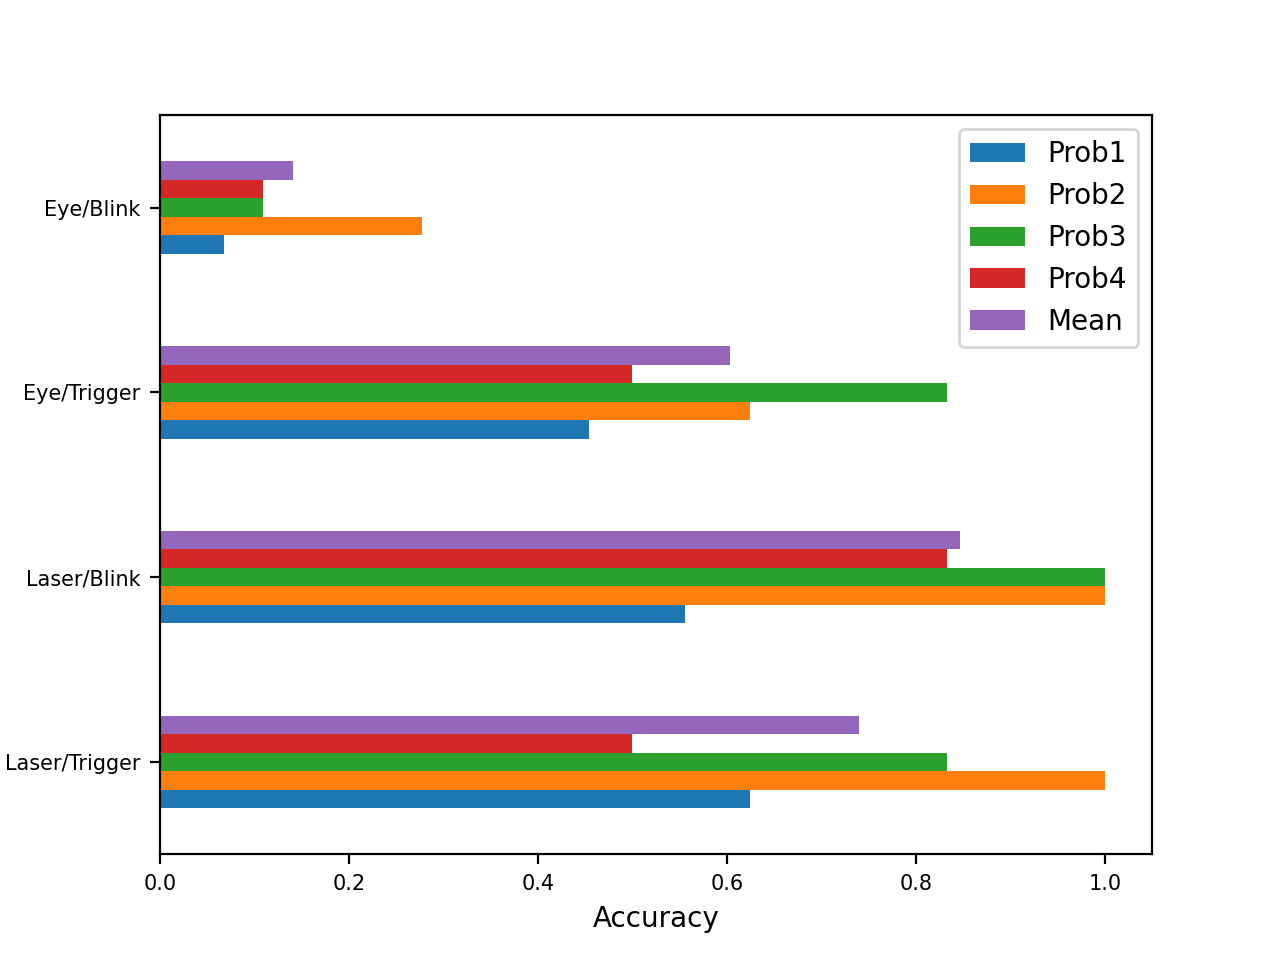 Prob1
Prob2
Prob3
Prob4
Mean
Eye/Blink
Eye/Trigger
Laser/Blink
Laser/Trigger
0.0 0.2 0.4 0.6 0.8 1.0
Accuracy